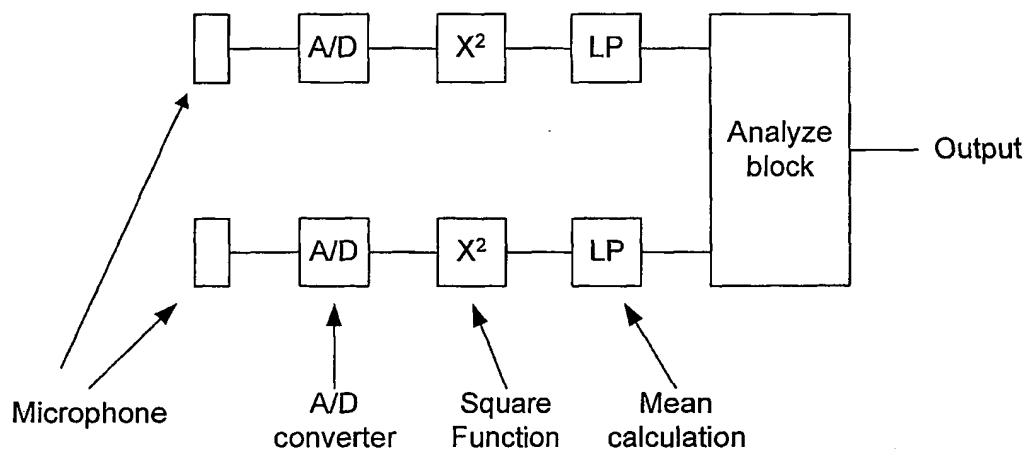 A/D X² LP
Analyze
block
Output
A/D X² LP
Microphone
A/D
converter
Square
Function
Mean
calculation